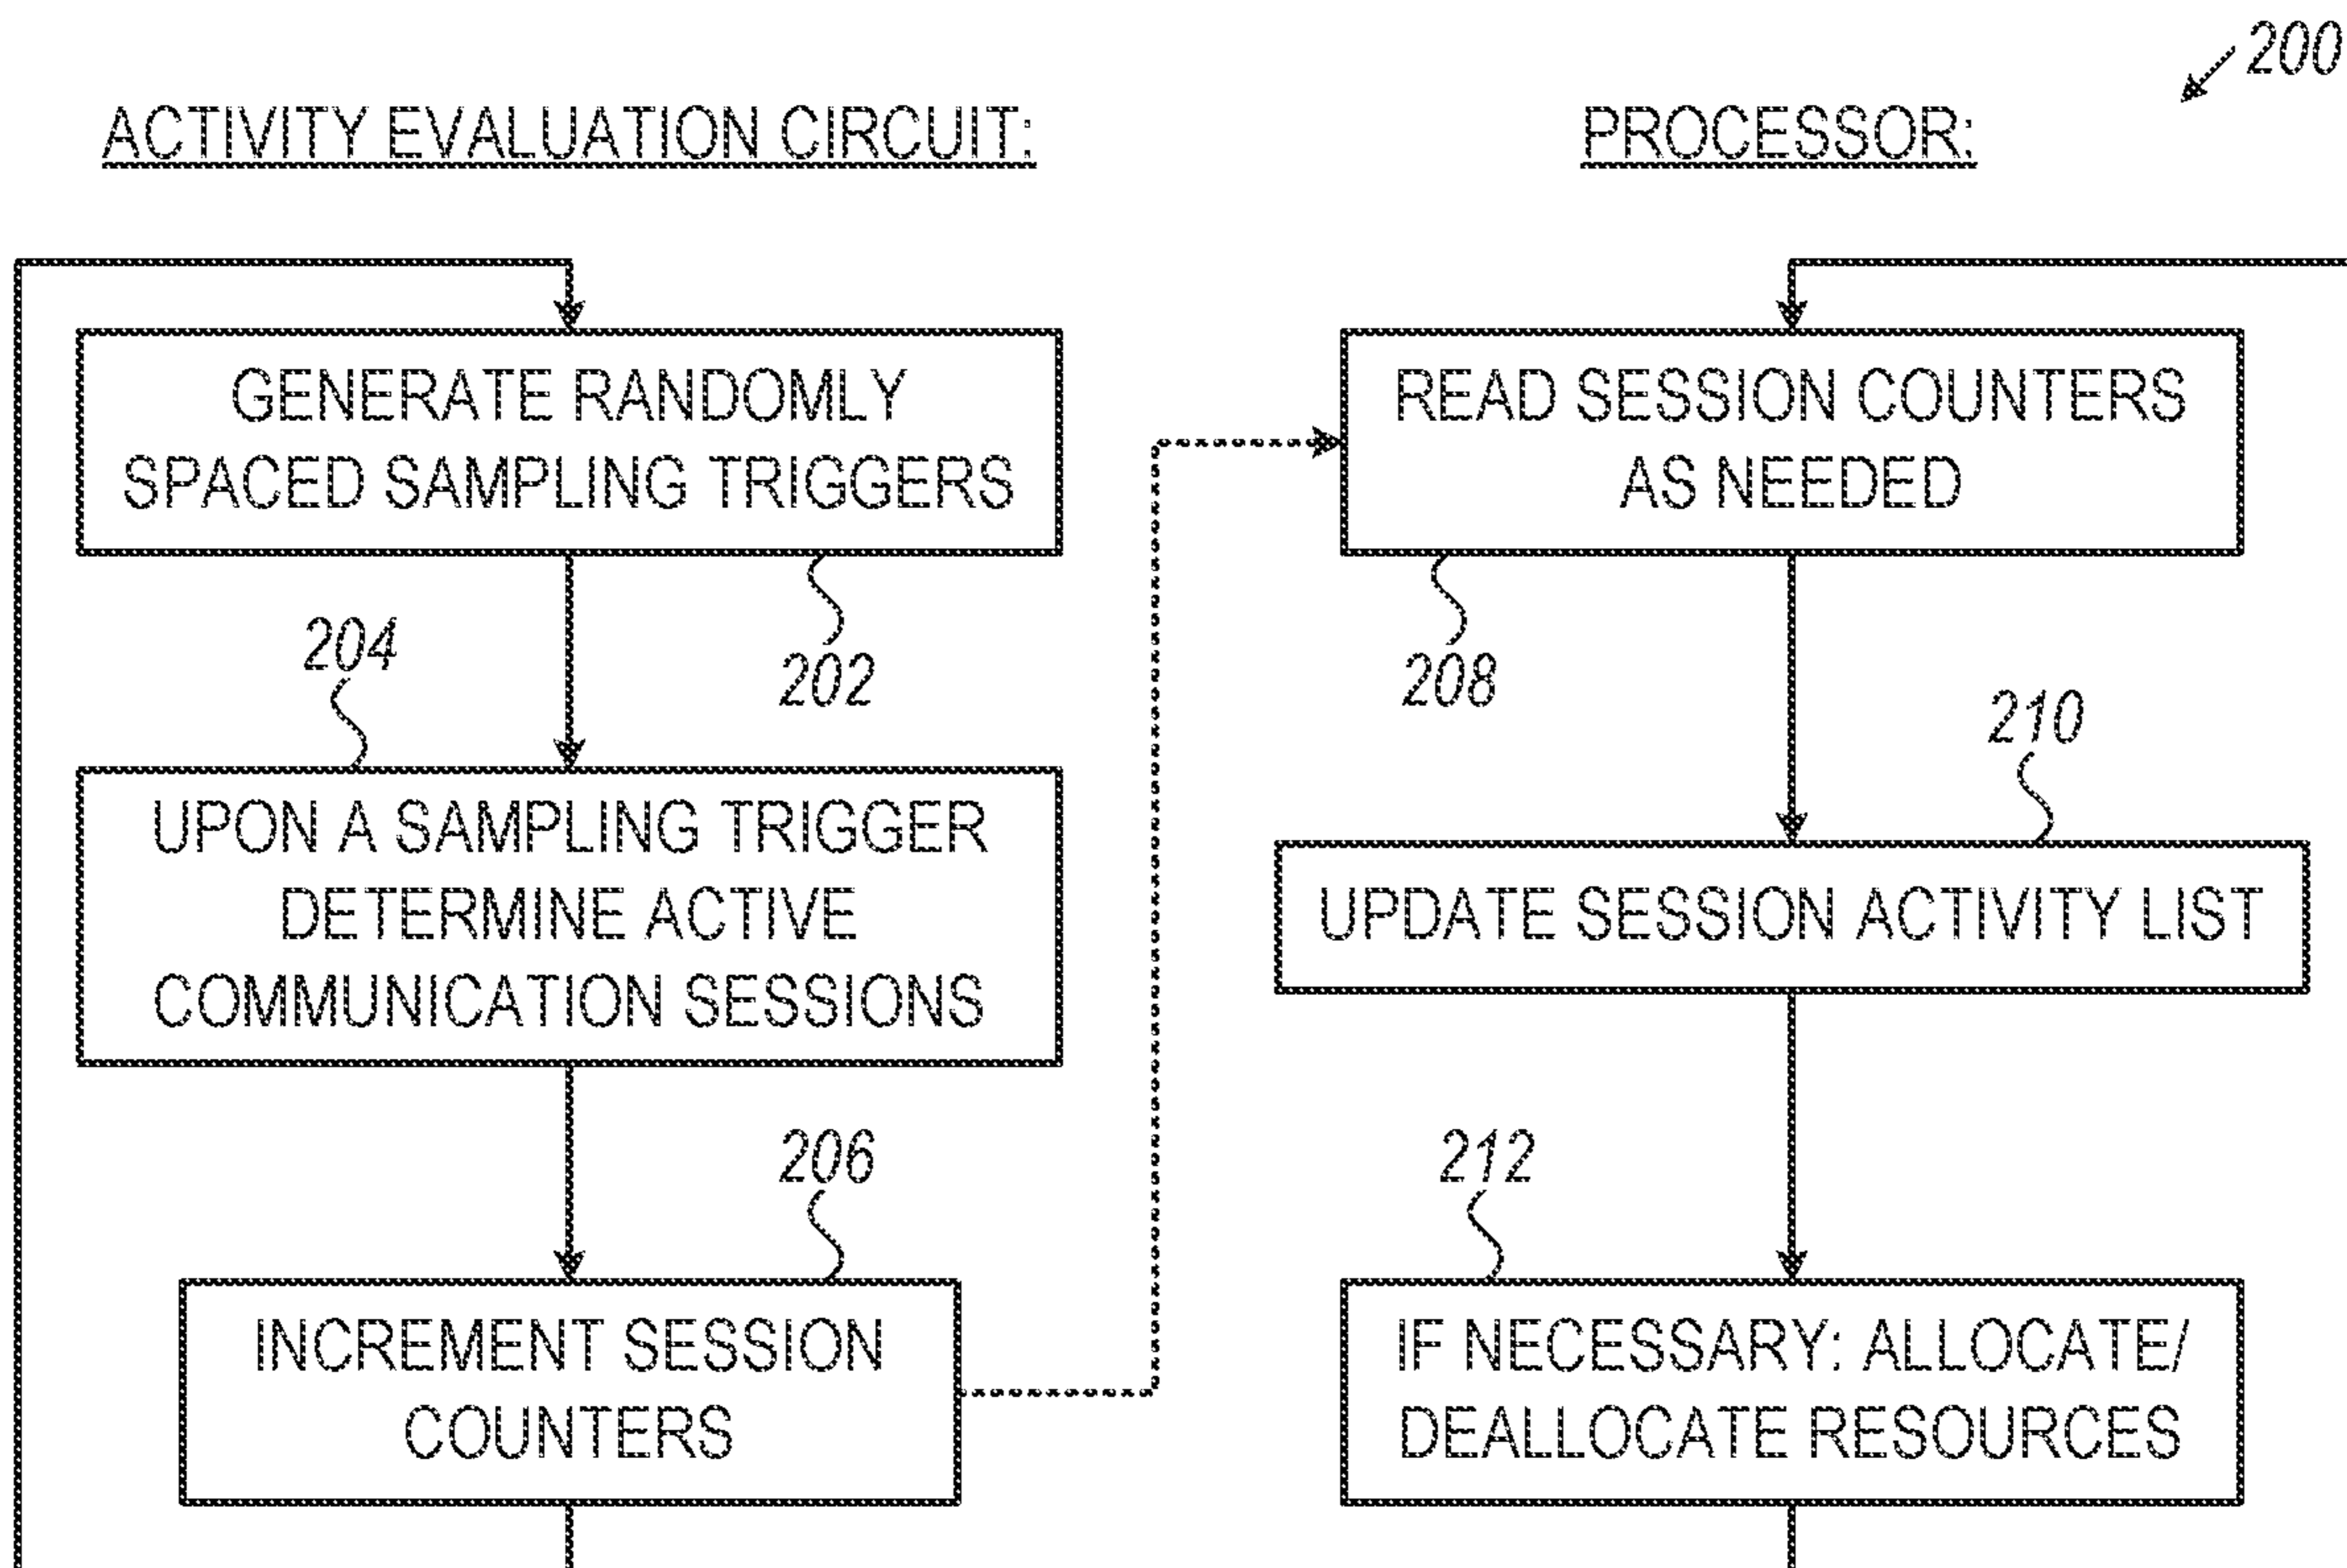 200
ACTIVITY EVALUATION CIRCUIT:
GENERATE RANDOMLY
SPACED SAMPLING TRIGGERS
202
204
UPON A SAMPLING TRIGGER
DETERMINE ACTIVE
COMMUNICATION SESSIONS
206
INCREMENT SESSION
COUNTERS
PROCESSOR:
READ SESSION COUNTERS
AS NEEDED
208
210
UPDATE SESSION ACTIVITY LIST
212
IF NECESSARY: ALLOCATE/
DEALLOCATE RESOURCES